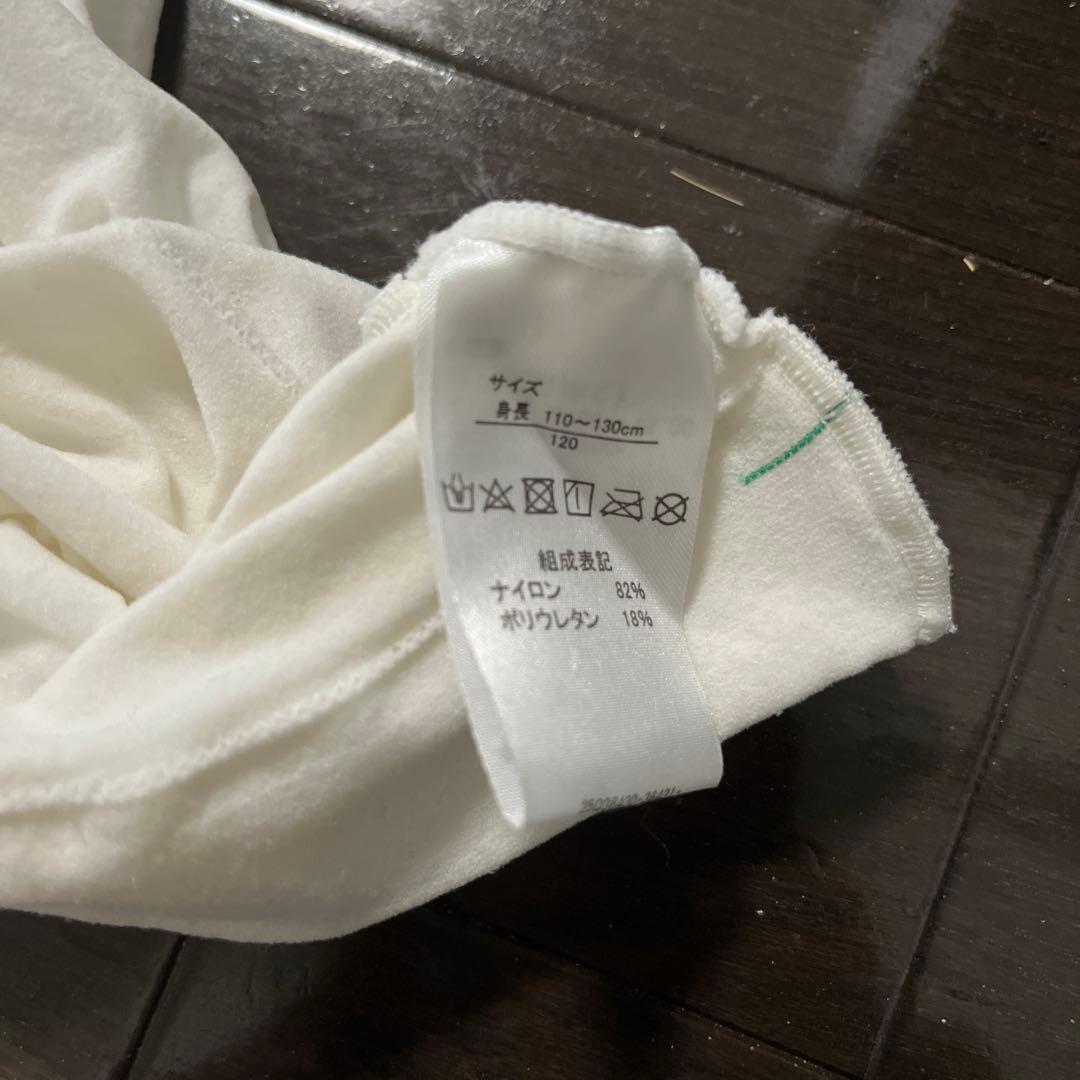 サイズ
身長 110～130cm
120
組成表記
ナイロン 82%
ポリウレタン 18%